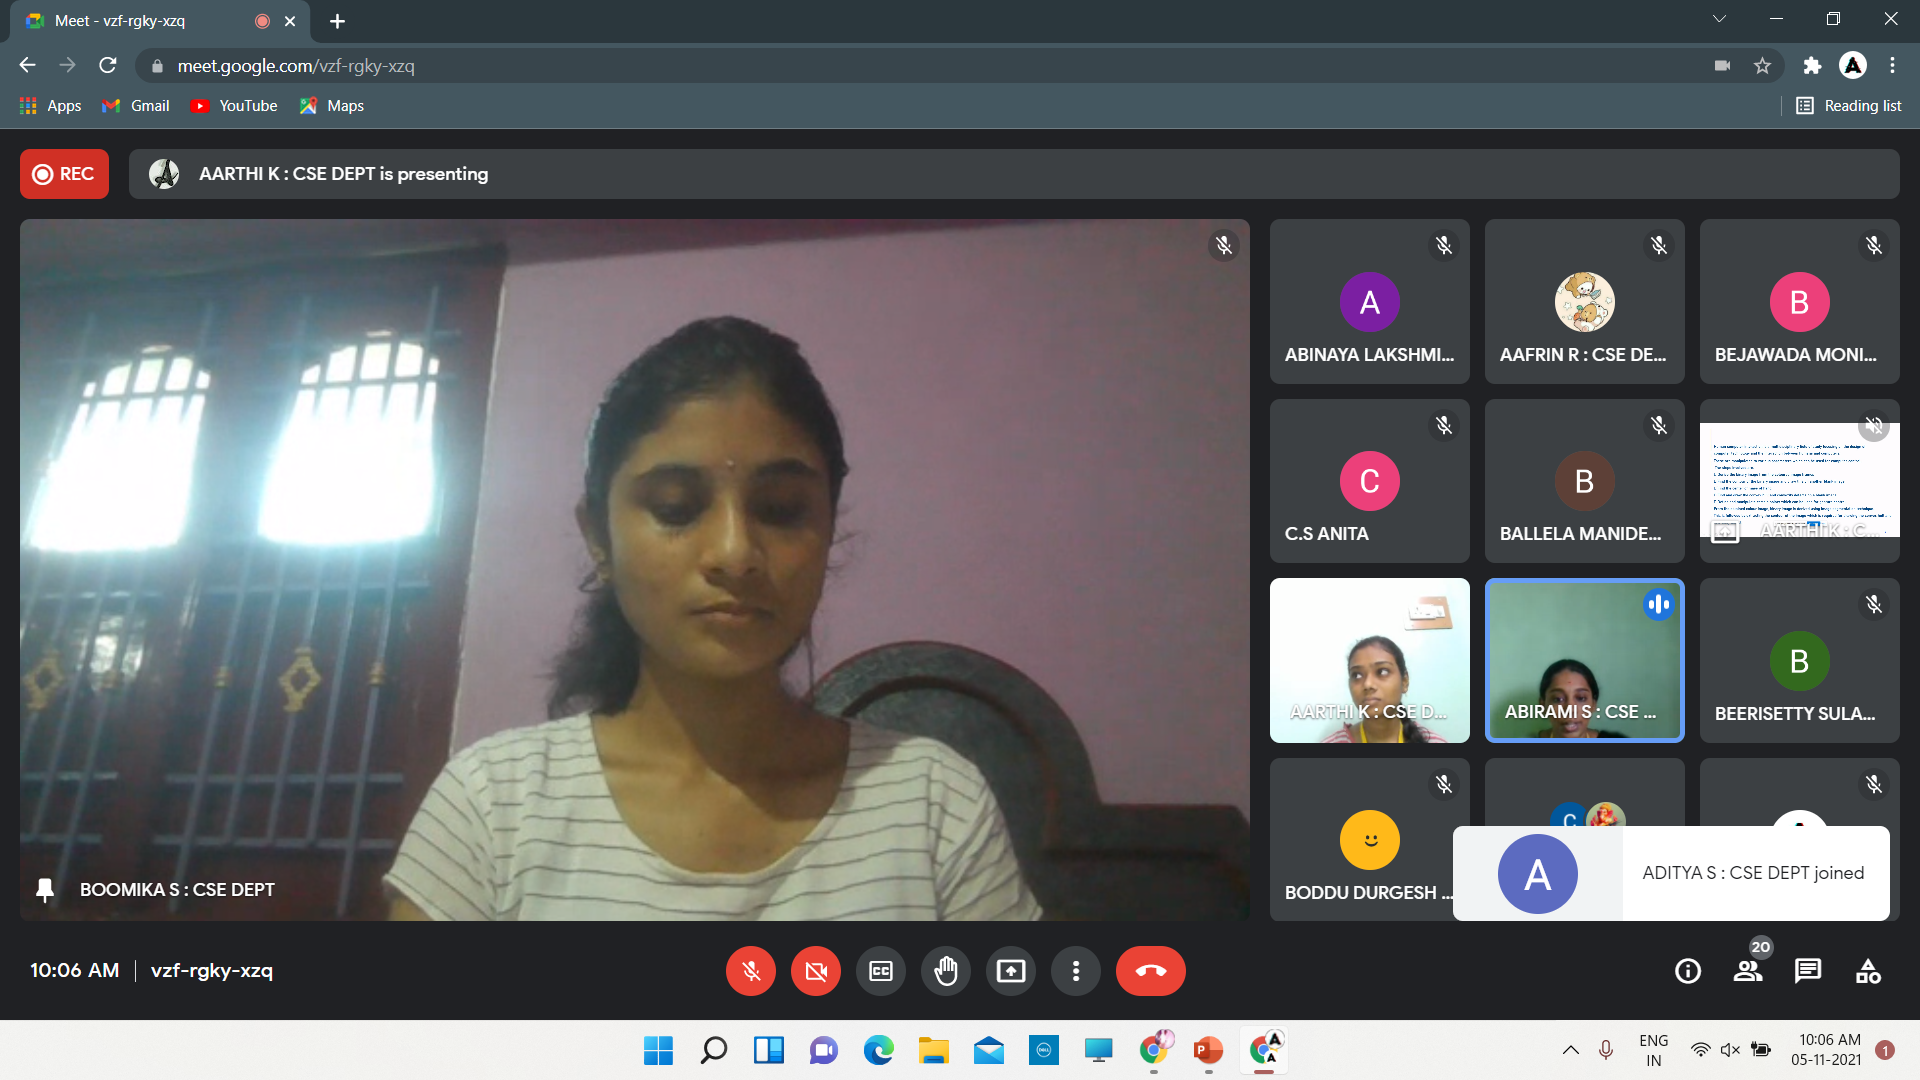 Meet - vzf-rgky-xzq
meet.google.com/vzf-rgky-xzq
Apps
Gmail
YouTube
Maps
Reading list
REC
AARTHI K : CSE DEPT is presenting
A
ABINAYA LAKSHMI...
AAFRIN R : CSE DE...
B
BEJAWADA MONI...
C
C.S ANITA
B
BALLELA MANIDE...
AARTHI K : C...
AARTHI K : CSE D...
ABIRAMI S : CSE ...
B
BEERISETTY SULA...
BODDU DURGESH ...
C
A
ADITYA S : CSE DEPT joined
BOOMIKA S : CSE DEPT
10:06 AM
vzf-rgky-xzq
CC
20
ENG
IN
10:06 AM
05-11-2021
1